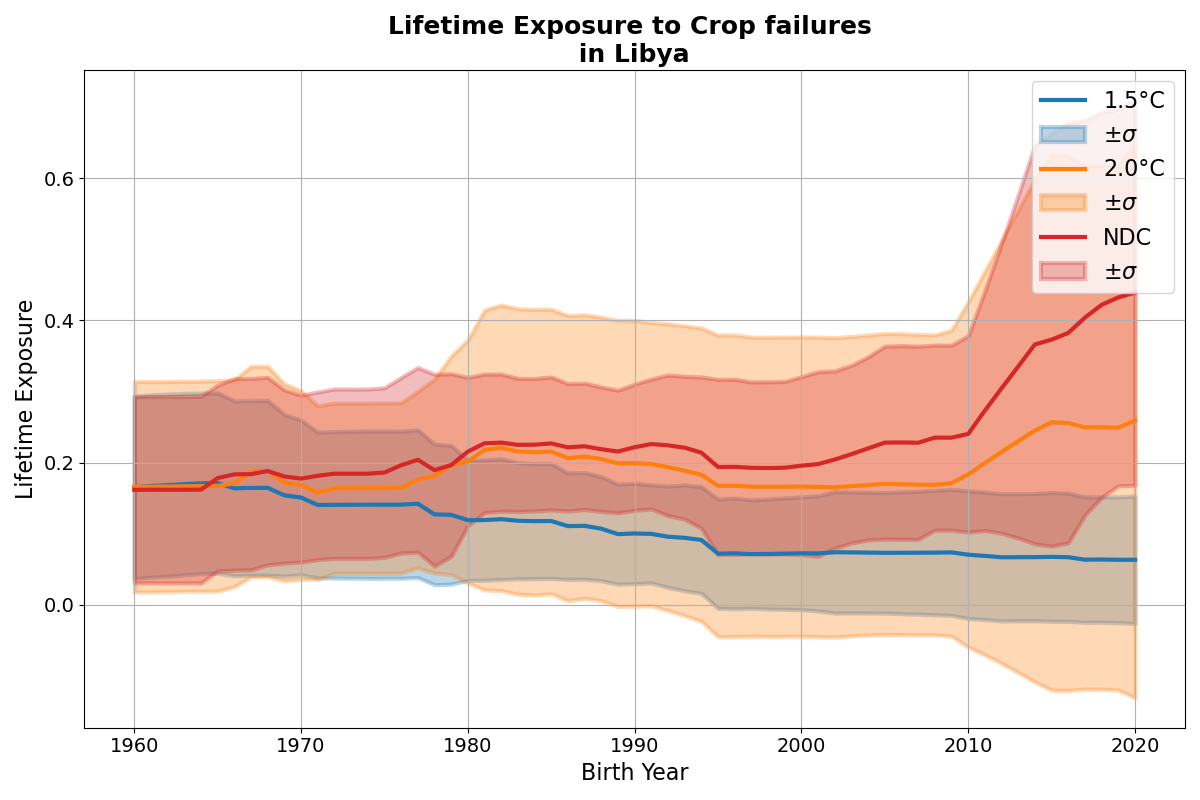 Lifetime Exposure to Crop failures
in Libya
Lifetime Exposure
0.6
0.4
0.2
0.0
1.5°C
±σ
2.0°C
±σ
NDC
±σ
1960
1970
1980
1990
2000
2010
2020
Birth Year